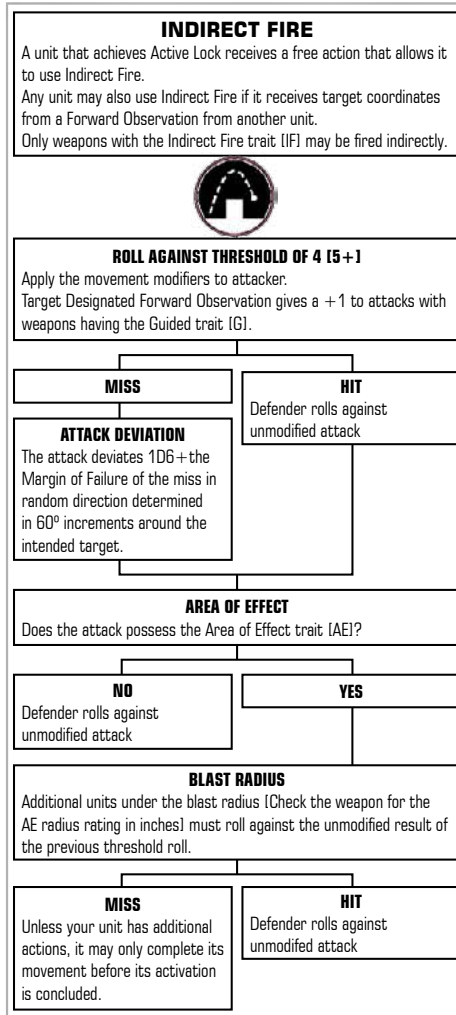 INDIRECT FIRE
A unit that achieves Active Lock receives a free action that allows it
to use Indirect Fire.
Any unit may also use Indirect Fire if it receives target coordinates
from a Forward Observation from another unit.
Only weapons with the Indirect Fire trait [IF] may be fired indirectly.
ROLL AGAINST THRESHOLD OF 4 [5+]
Apply the movement modifiers to attacker.
Target Designated Forward Observation gives a +1 to attacks with
weapons having the Guided trait [G].
MISS
ATTACK DEVIATION
The attack deviates 1D6+the
Margin of Failure of the miss in
random direction determined
in 60º increments around the
intended target.
HIT
Defender rolls against
unmodified attack
AREA OF EFFECT
Does the attack possess the Area of Effect trait [AE]?
NO
Defender rolls against
unmodified attack
YES
BLAST RADIUS
Additional units under the blast radius [Check the weapon for the
AE radius rating in inches] must roll against the unmodified result of
the previous threshold roll.
MISS
Unless your unit has additional
actions, it may only complete its
movement before its activation
is concluded.
HIT
Defender rolls against
unmodifed attack